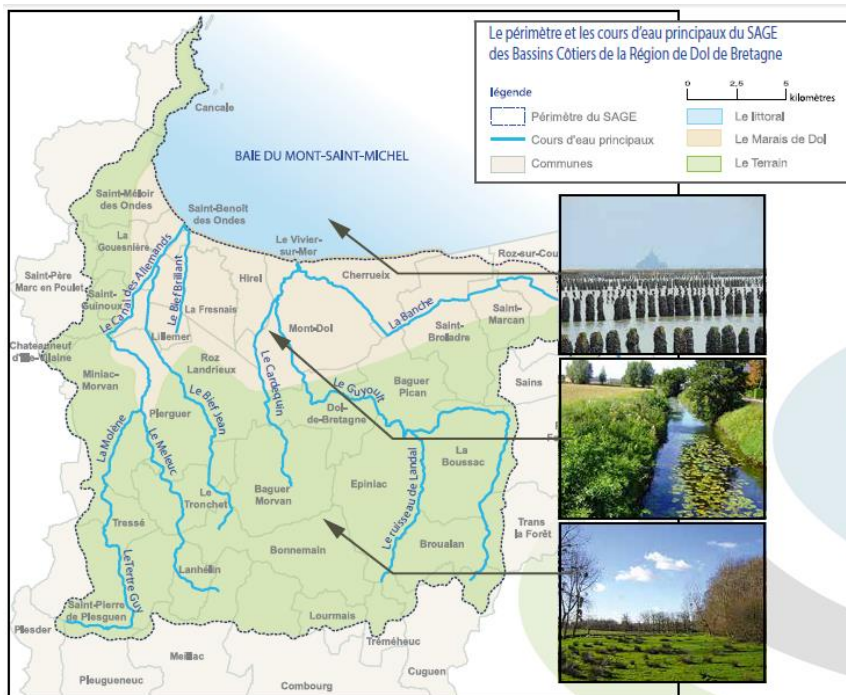 Le périmètre et les cours d'eau principaux du SAGE
des Bassins Côtiers de la Région de Dol de Bretagne
légende
0 2,5 5
kilomètres
Périmètre du SAGE
Cours d'eau principaux
Communes
Le littoral
Le Marais de Dol
Le Terrain
Cancale
BAIE DU MONT-SAINT-MICHEL
Saint-Méloir
des Ondes
Saint-Benoît
des Ondes
La
Gouesnière
Le Vivier-
sur-Mer
Cherrueix
Roz-sur-Cou
Saint-Père
Marc en Poulet
Saint-
Guinoux
Le Canal des Allemands
Le Bief Brillant
La Fresnais
Hirel
La Banche
Saint-
Marcan
Mont-Dol
Saint-
Broladre
Chateauneuf
d'Ille-Vilaine
Lillemer
Miniac-
Morvan
Roz
Landrieux
Le Cardequin
Le Guyoult
Baguer
Pican
Sains
Plerguer
Le Bief Jean
Dol-
de-Bretagne
La Molène
Le Meleuc
La
Boussac
Le
Tronchet
Baguer
Morvan
Epiniac
Le ruisseau de Landal
Tressé
Trans
la Forêt
Bonnemain
Broualan
Le Tertre Guy
Lanhélin
Saint-Pierre
de Plesguen
Lourmais
Plesder
Tréméheuc
Meillac
Cuguen
Pleugueneuc
Combourg